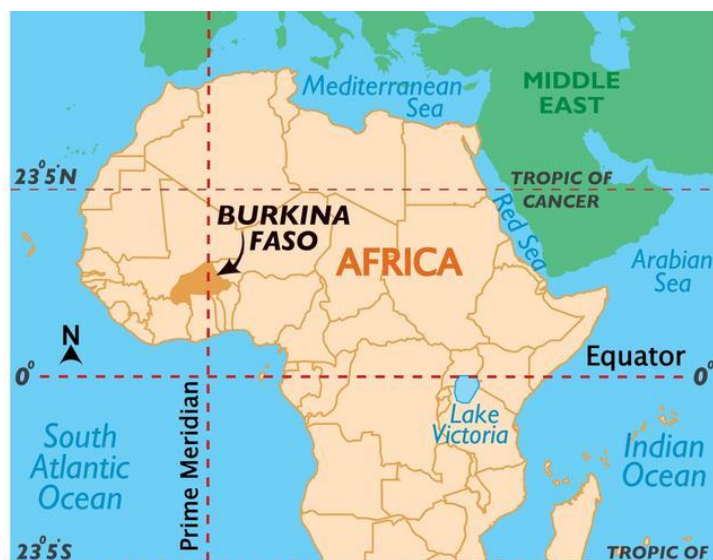 Mediterranean
Sea
MIDDLE
EAST
23°5'N
TROPIC OF
CANCER
BURKINA
FASO
Red Sea
AFRICA
Arabian
Sea
N
Equator
0°
0°
Prime Meridian
Lake
Victoria
South
Atlantic
Ocean
Indian
Ocean
23°5'S
TROPIC OF